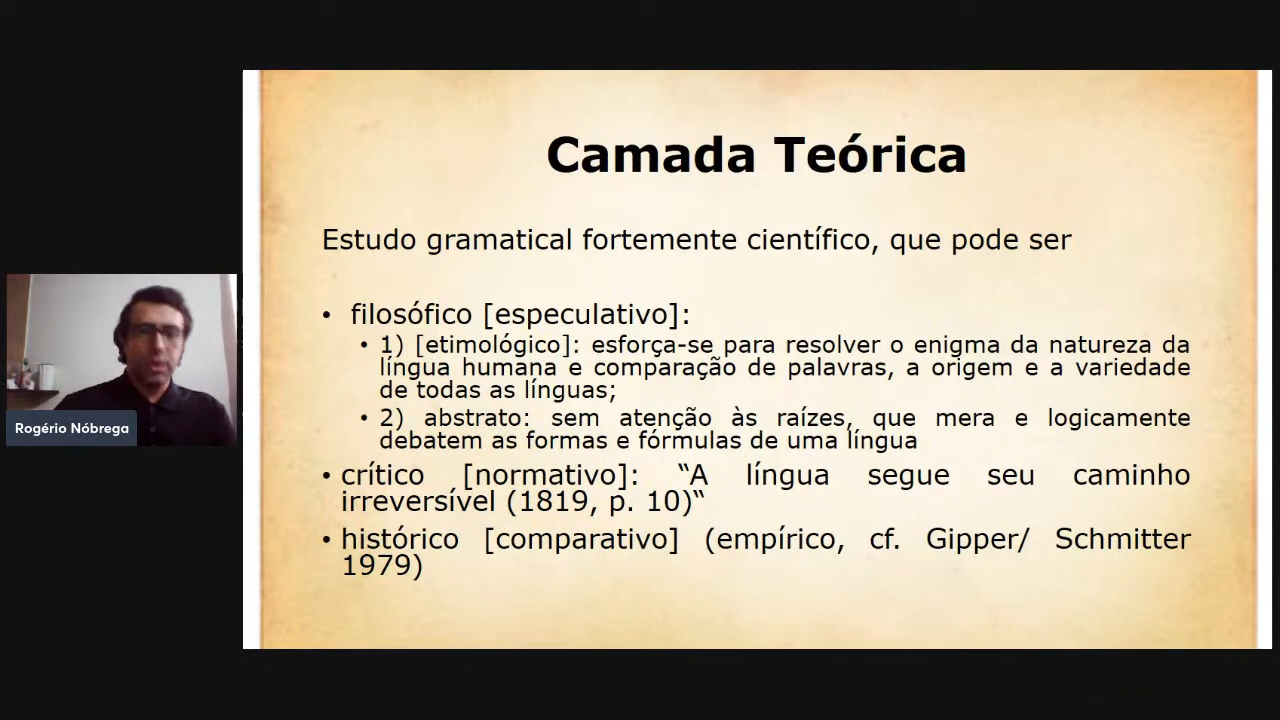 Camada Teórica
Estudo gramatical fortemente científico, que pode ser
• filosófico [especulativo]:
• 1) [etimológico]: esforça-se para resolver o enigma da natureza da
língua humana e comparação de palavras, a origem e a variedade
de todas as línguas;
• 2) abstrato: sem atenção às raízes, que mera e logicamente
debatem as formas e fórmulas de uma língua
• crítico [normativo]: “A língua segue seu caminho
irreversível (1819, p. 10)“
• histórico [comparativo] (empírico, cf. Gipper/ Schmitter
1979)
Rogério Nóbrega